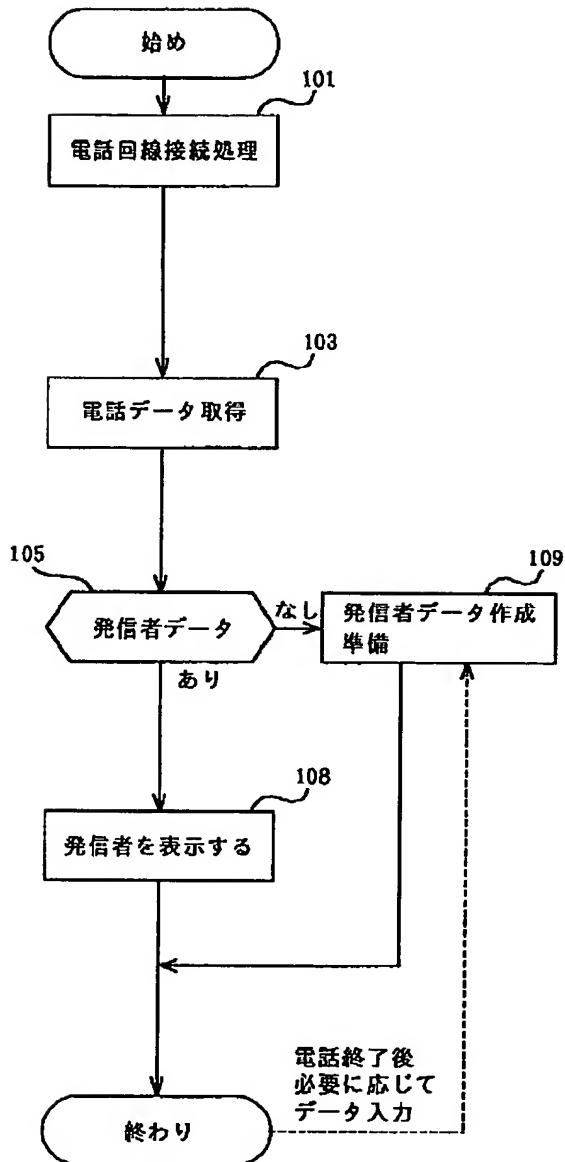 始め
101
電話回線接続処理
103
電話データ取得
105
発信者データ
なし
109
発信者データ作成
準備
あり
108
発信者を表示する
電話終了後
必要に応じて
データ入力
終わり